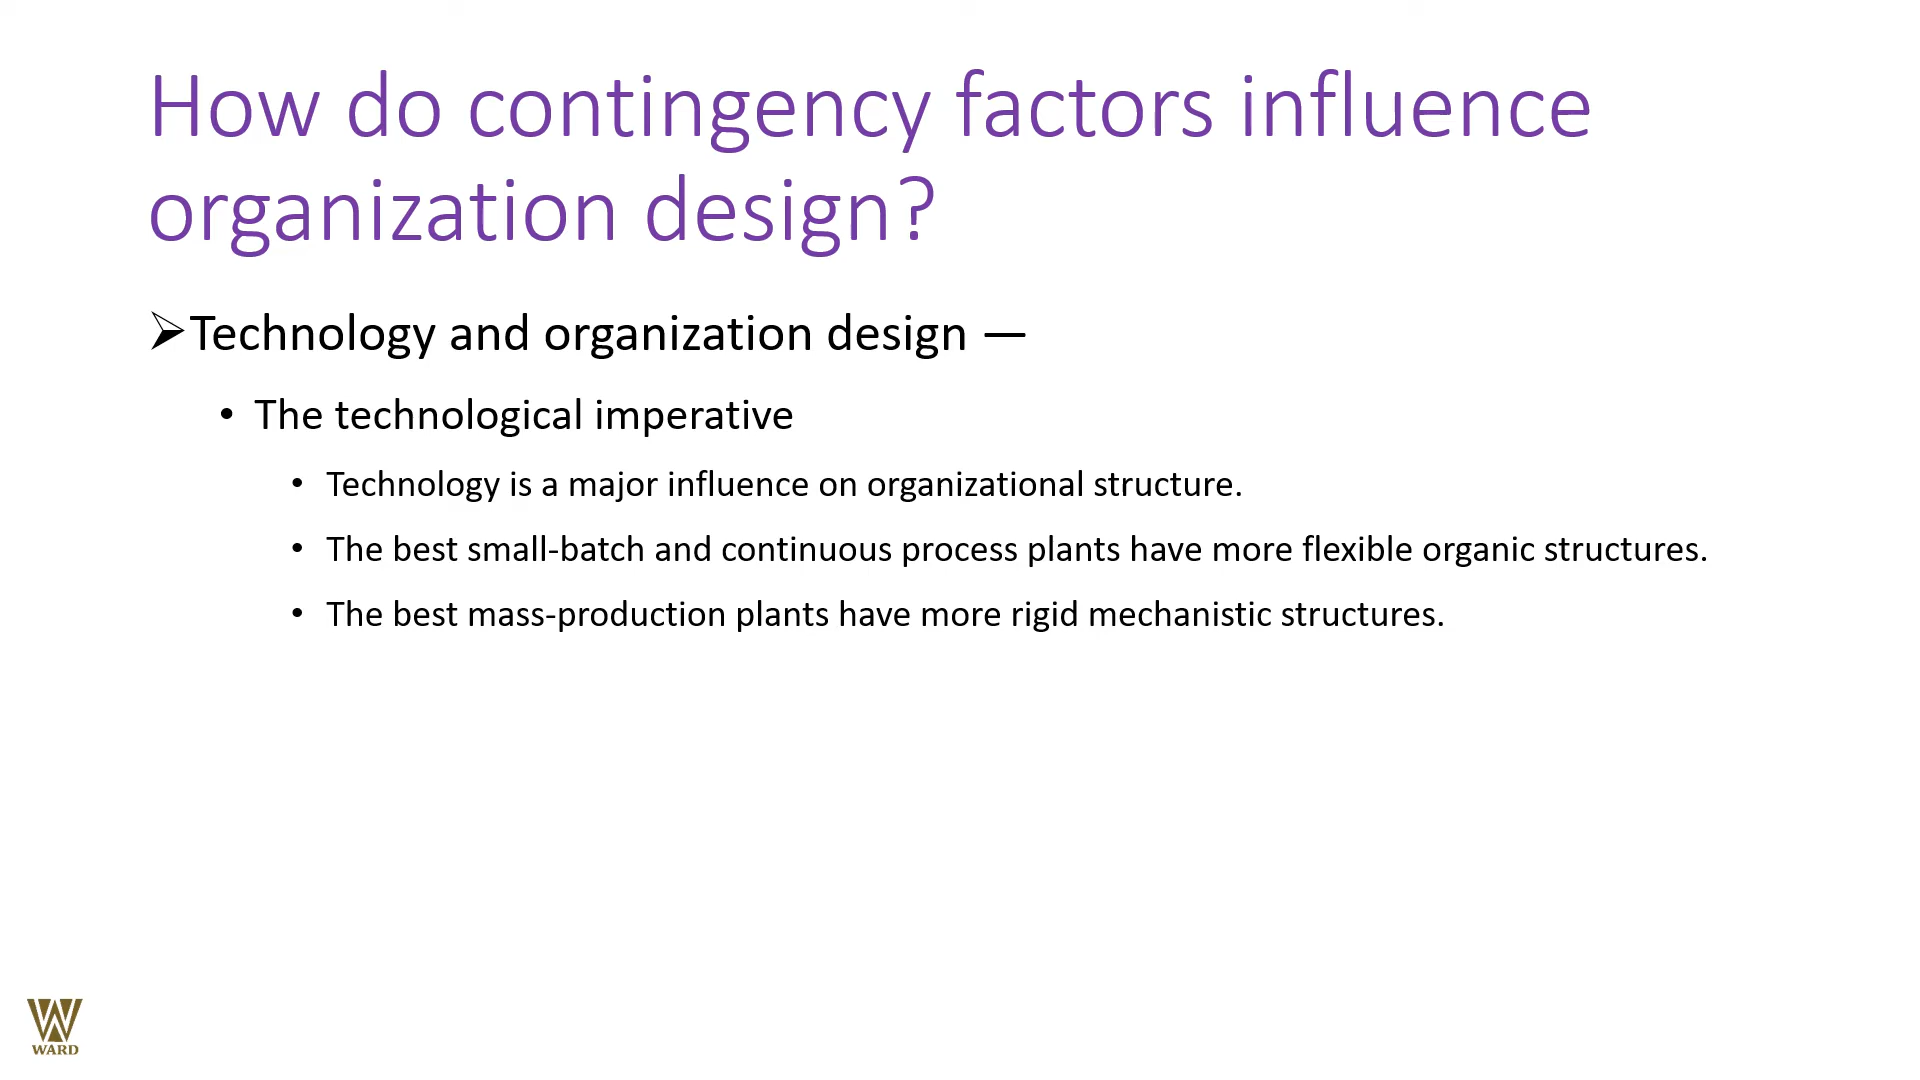 How do contingency factors influence
organization design?
➢Technology and organization design —
• The technological imperative
• Technology is a major influence on organizational structure.
• The best small-batch and continuous process plants have more flexible organic structures.
• The best mass-production plants have more rigid mechanistic structures.
WARD